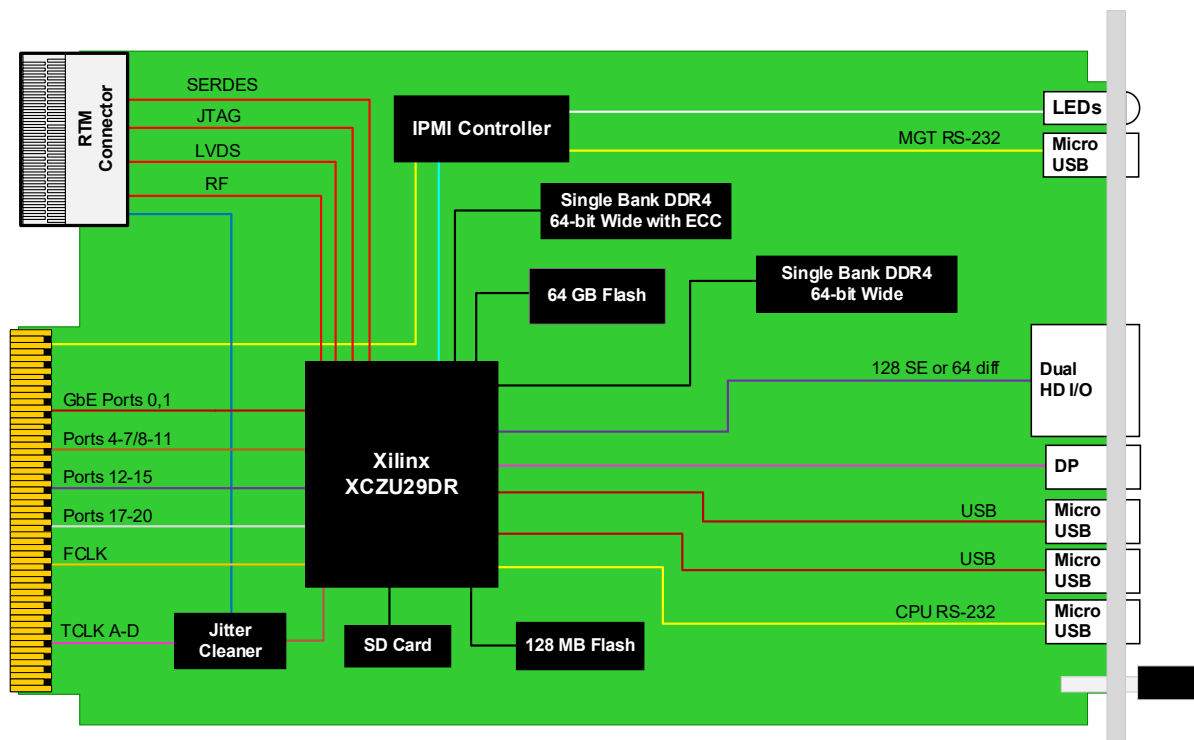 RTM
Connector
SERDES
JTAG
LVDS
RF
IPMI Controller
LEDs
MGT RS-232
Micro
USB
Single Bank DDR4
64-bit Wide with ECC
64 GB Flash
Single Bank DDR4
64-bit Wide
128 SE or 64 diff
Dual
HD I/O
GbE Ports 0,1
Ports 4-7/8-11
Ports 12-15
Ports 17-20
FCLK
TCLK A-D
Xilinx
XCZU29DR
DP
USB
Micro
USB
USB
Micro
USB
CPU RS-232
Micro
USB
Jitter
Cleaner
SD Card
128 MB Flash